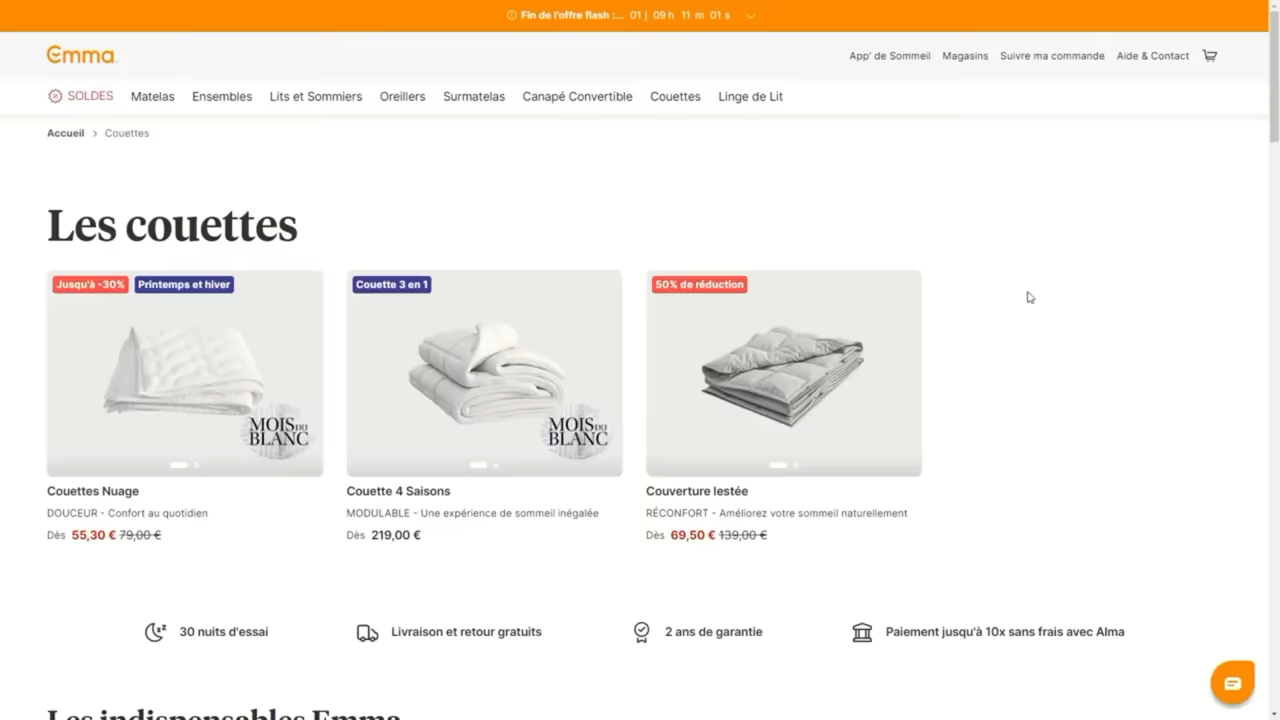 Fin de l'offre flash :... 01 j 09 h 11 m 01 s
Emma
App' de Sommeil Magasins Suivre ma commande Aide & Contact
SOLDES Matelas Ensembles Lits et Sommiers Oreillers Surmatelas Canapé Convertible Couettes Linge de Lit
Accueil > Couettes
Les couettes
Jusqu'à -30% Printemps et hiver
MOIS DU
BLANC
Couettes Nuage
DOUCEUR - Confort au quotidien
Dès 55,30 € 79,00 €
Couette 3 en 1
MOIS DU
BLANC
Couette 4 Saisons
MODULABLE - Une expérience de sommeil inégalée
Dès 219,00 €
50% de réduction
Couverture lestée
RÉCONFORT - Améliorez votre sommeil naturellement
Dès 69,50 € 139,00 €
30 nuits d'essai
Livraison et retour gratuits
2 ans de garantie
Paiement jusqu'à 10x sans frais avec Alma
Les indispensables Emma